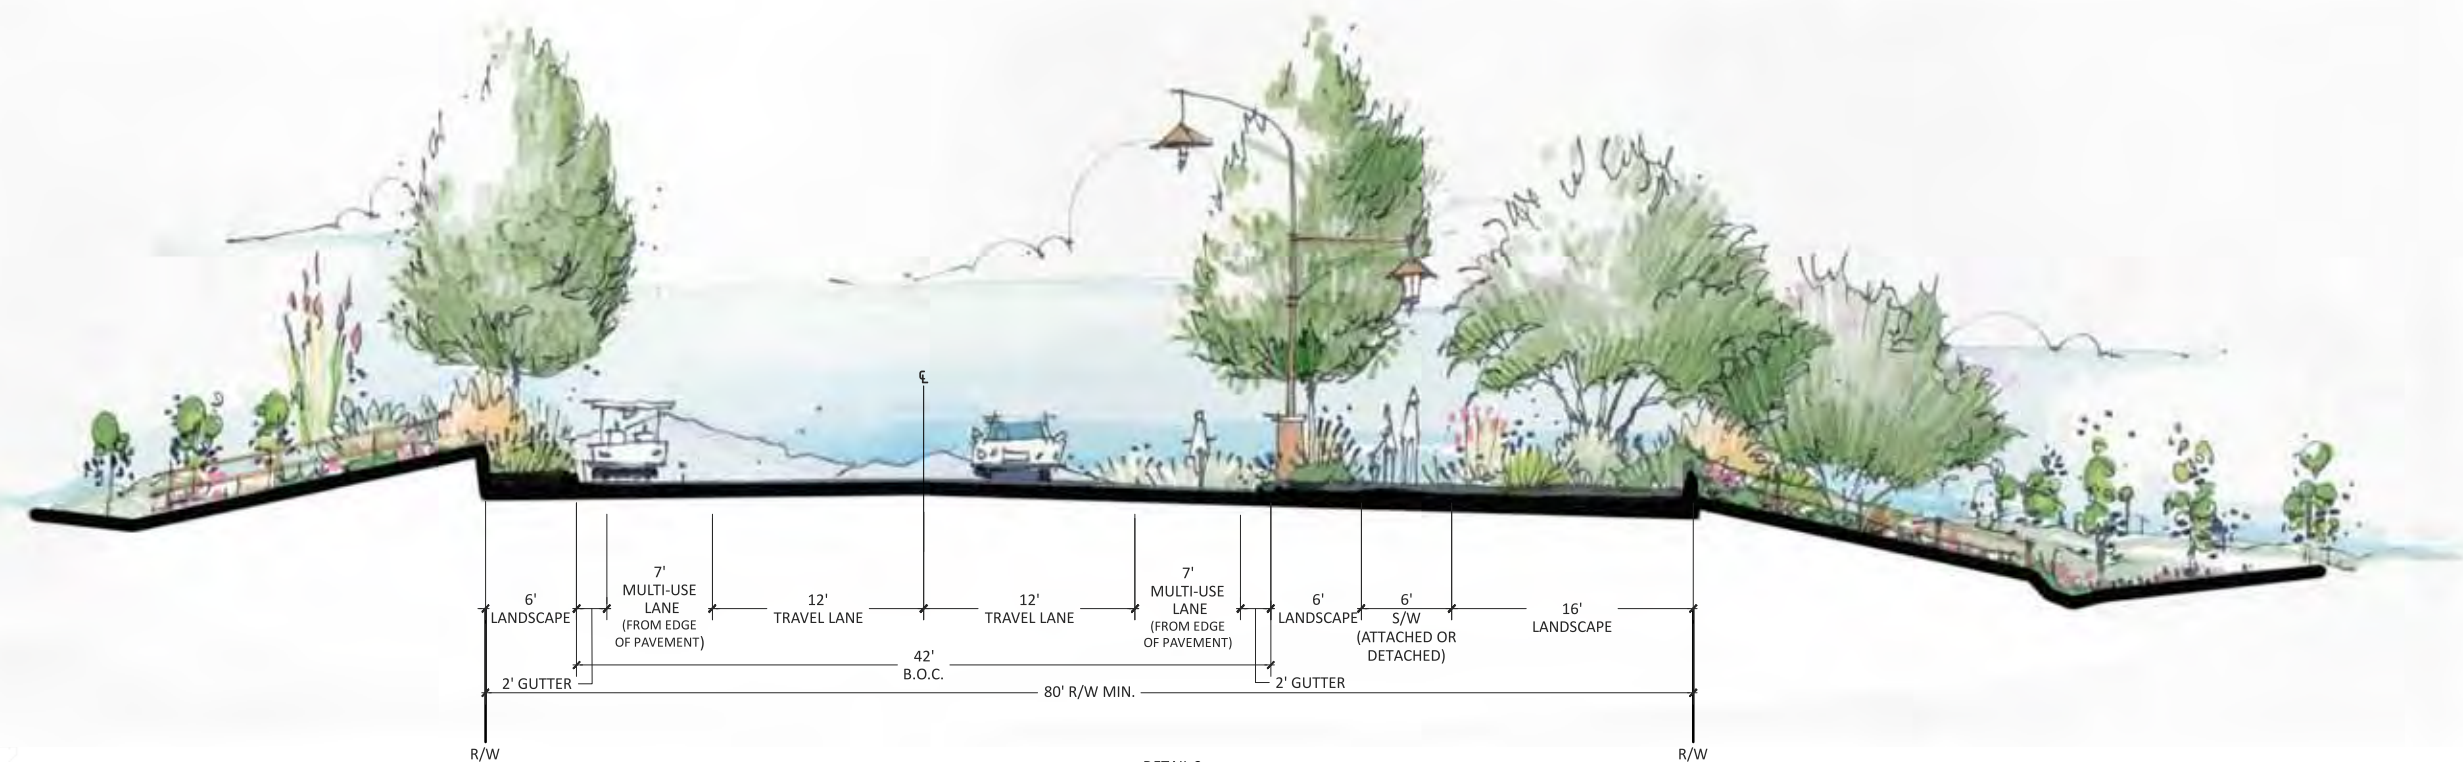 ℄
6'
LANDSCAPE
7'
MULTI-USE
LANE
(FROM EDGE
OF PAVEMENT)
12'
TRAVEL LANE
12'
TRAVEL LANE
7'
MULTI-USE
LANE
(FROM EDGE
OF PAVEMENT)
6'
LANDSCAPE
6'
S/W
(ATTACHED OR
DETACHED)
16'
LANDSCAPE
42'
B.O.C.
2' GUTTER
2' GUTTER
80' R/W MIN.
R/W
R/W